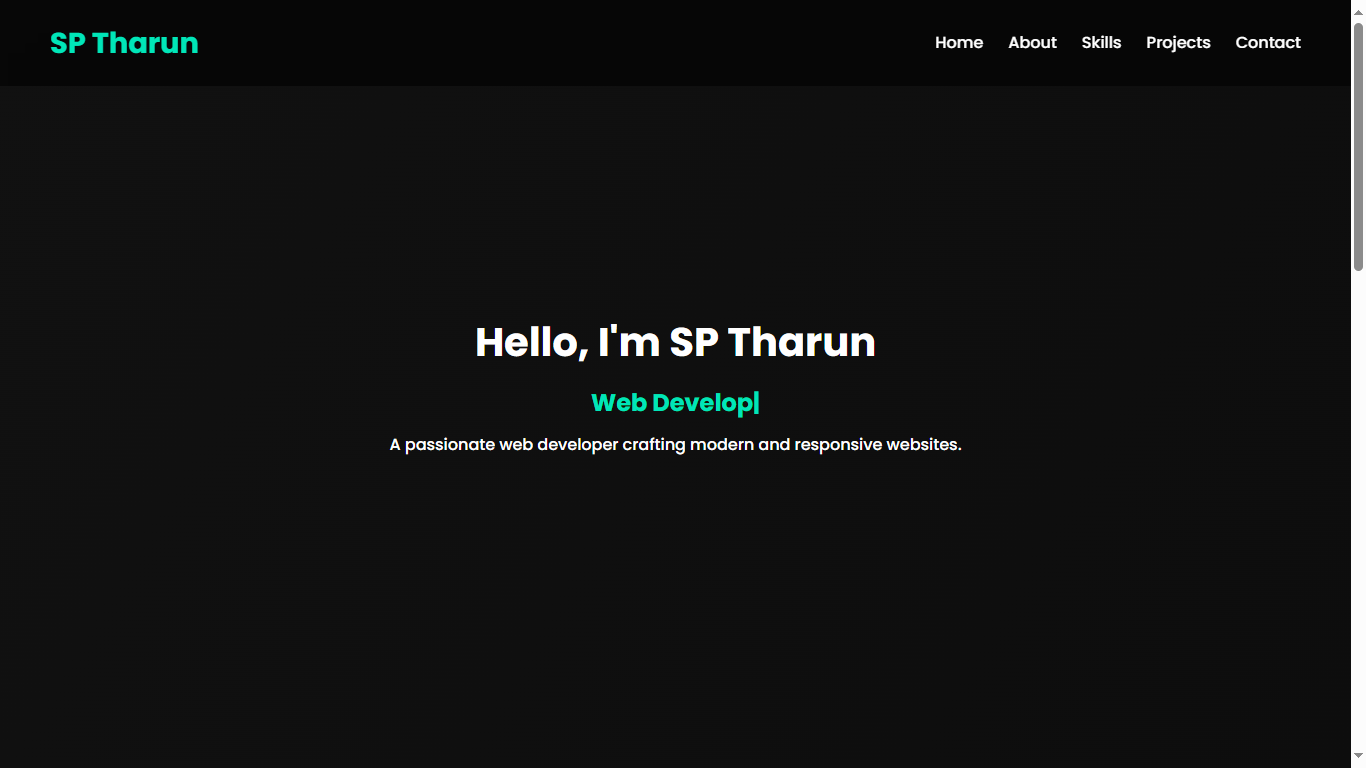 SP Tharun
Home About Skills Projects Contact
Hello, I'm SP Tharun
Web Develop|
A passionate web developer crafting modern and responsive websites.